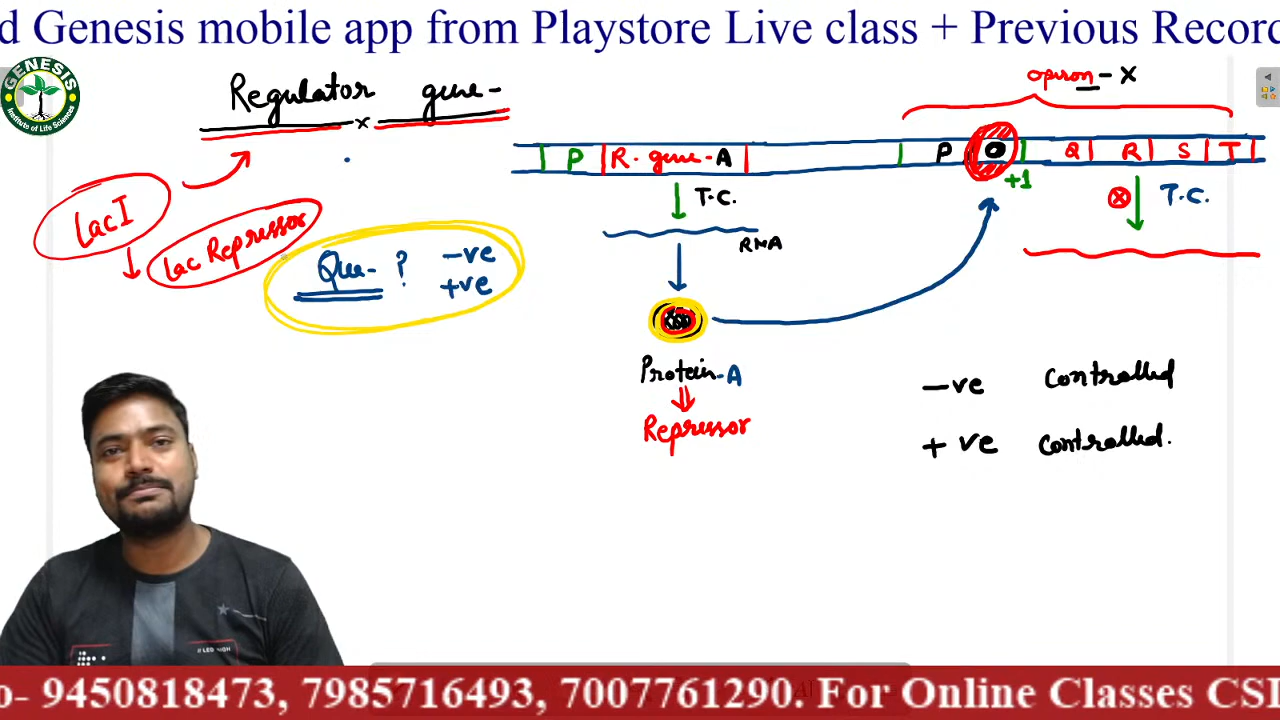 d Genesis mobile app from Playstore Live class + Previous Record
GENESIS
Institute of Life Sciences
Regulator gene-
x
operon - X
P R. gene-A P O Q R S T
+1
T.C.
T.C.
RNA
Lac I
Lac Repressor
Que- ? -ve
+ve
Protein-A
Repressor
-ve controlled
+ve controlled.
o- 9450818473, 7985716493, 7007761290. For Online Classes CSI